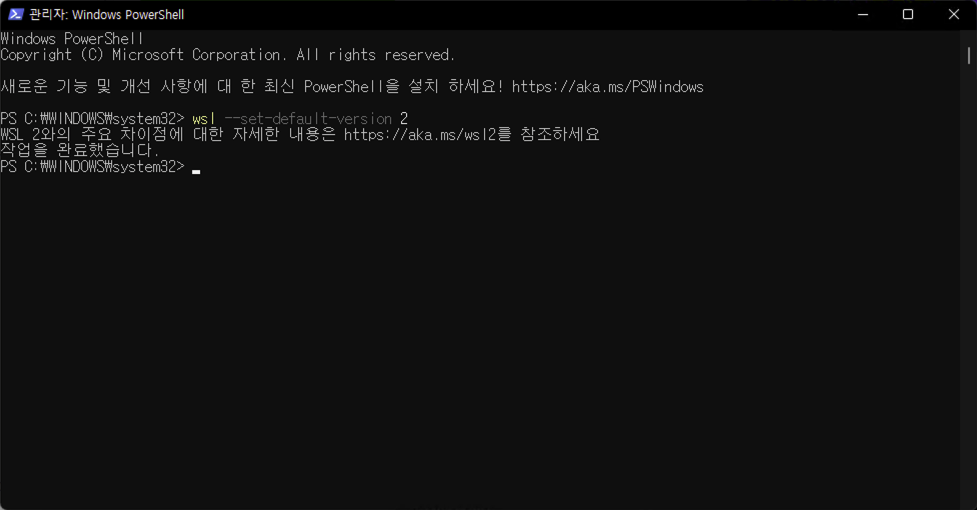 관리자: Windows PowerShell
Windows PowerShell
Copyright (C) Microsoft Corporation. All rights reserved.
새로운 기능 및 개선 사항에 대 한 최신 PowerShell을 설치 하세요! https://aka.ms/PSWindows
PS C:₩WINDOWS₩system32> wsl --set-default-version 2
WSL 2와의 주요 차이점에 대한 자세한 내용은 https://aka.ms/wsl2를 참조하세요
작업을 완료했습니다.
PS C:₩WINDOWS₩system32>